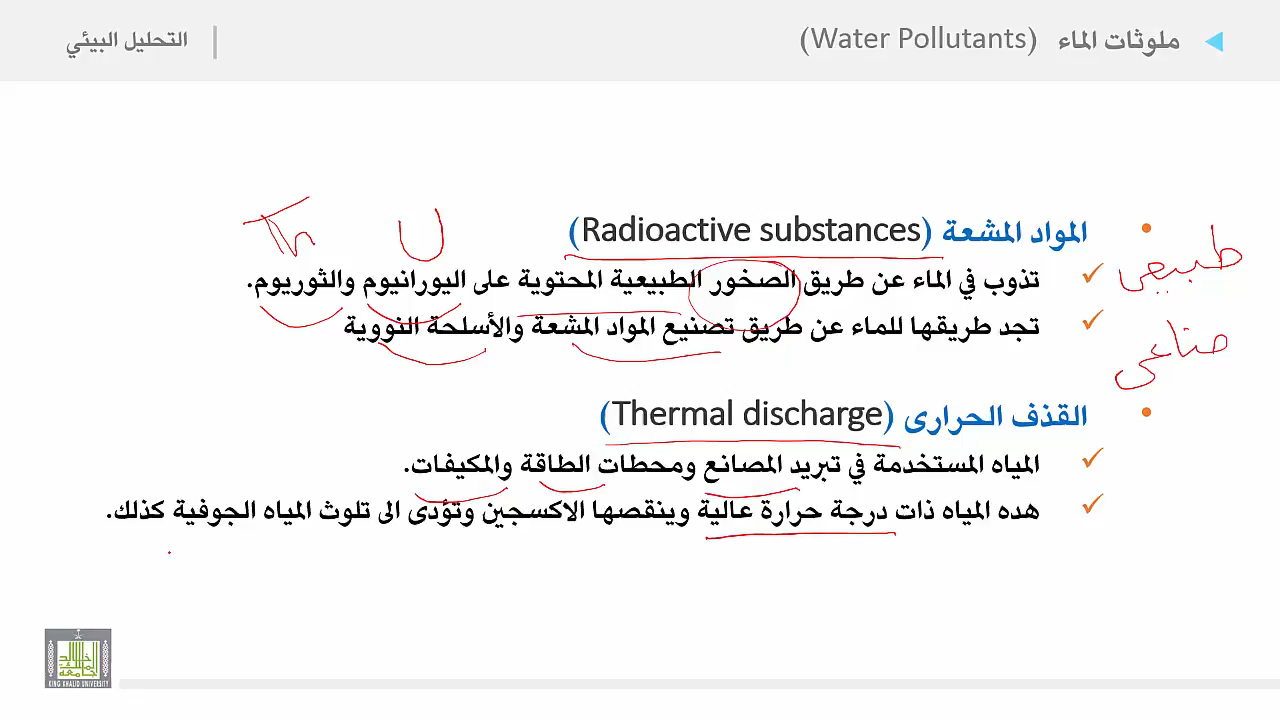 ملوثات الماء (Water Pollutants)
التحليل البيئي
Th U
المواد المشعة (Radioactive substances)
طبيعي
تذوب في الماء عن طريق الصخور الطبيعية المحتوية على اليورانيوم والثوريوم.
تجد طريقها للماء عن طريق تصنيع المواد المشعة والأسلحة النووية
صناعي
القذف الحرارى (Thermal discharge)
المياه المستخدمة في تبريد المصانع ومحطات الطاقة والمكيفات.
هده المياه ذات درجة حرارة عالية وينقصها الاكسجين وتؤدى الى تلوث المياه الجوفية كذلك.
KING KHALID UNIVERSITY